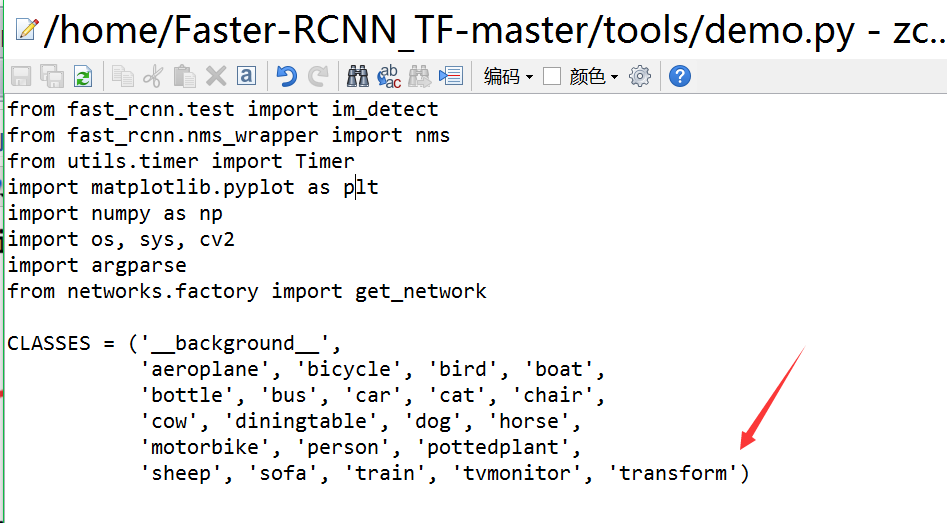 /home/Faster-RCNN_TF-master/tools/demo.py - zc...
编码 颜色
from fast_rcnn.test import im_detect
from fast_rcnn.nms_wrapper import nms
from utils.timer import Timer
import matplotlib.pyplot as plt
import numpy as np
import os, sys, cv2
import argparse
from networks.factory import get_network
CLASSES = ('__background__',
'aeroplane', 'bicycle', 'bird', 'boat',
'bottle', 'bus', 'car', 'cat', 'chair',
'cow', 'diningtable', 'dog', 'horse',
'motorbike', 'person', 'pottedplant',
'sheep', 'sofa', 'train', 'tvmonitor', 'transform')